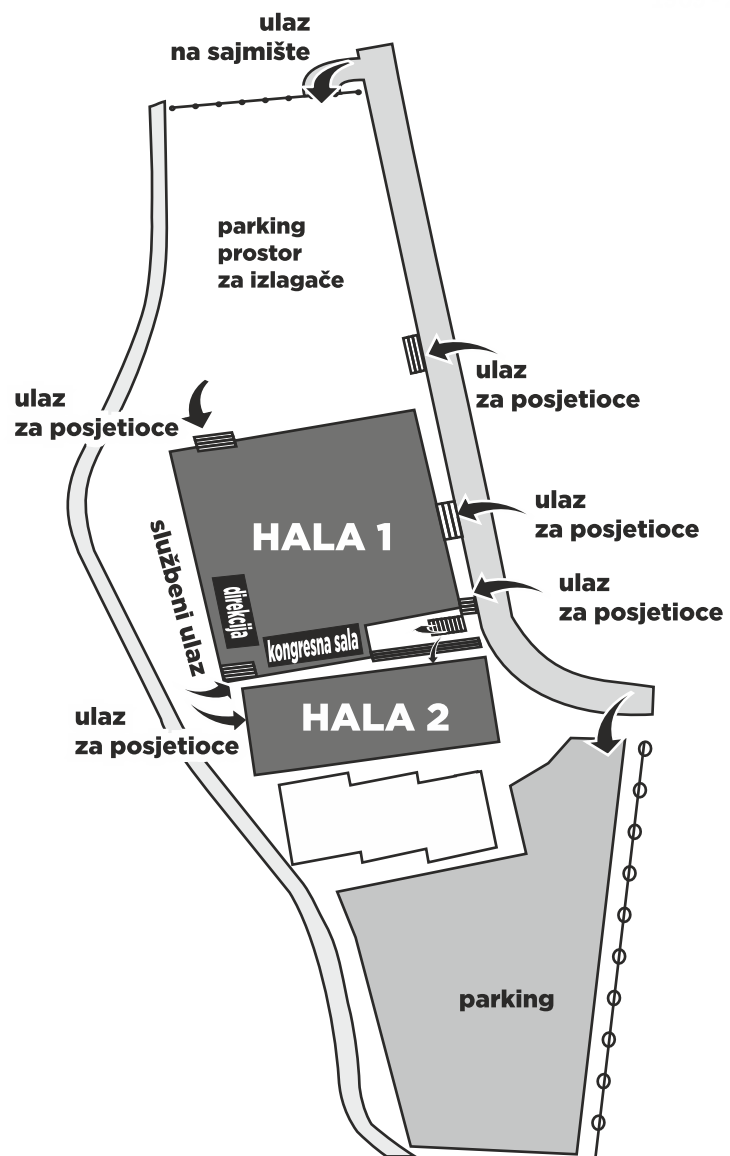 ulaz
na sajmište
parking
prostor
za izlagače
ulaz
za posjetioce
ulaz
za posjetioce
ulaz
za posjetioce
HALA 1
službeni ulaz
direkcija
kongresna sala
ulaz
za posjetioce
ulaz
za posjetioce
HALA 2
parking